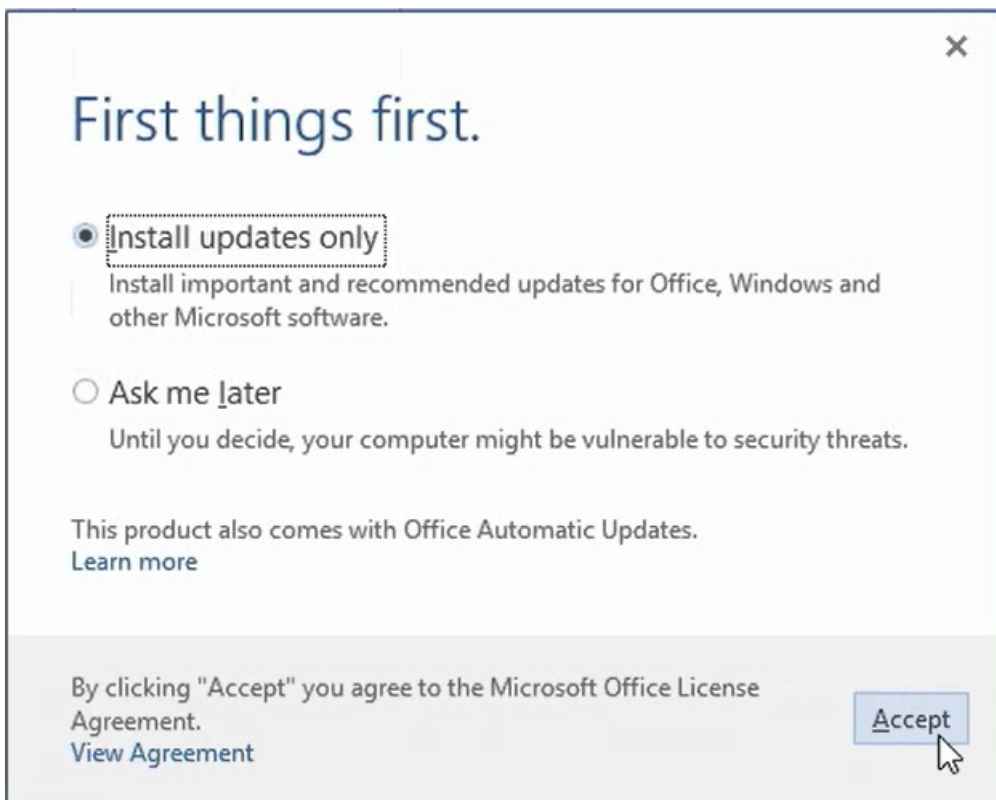 First things first.
Install updates only
Install important and recommended updates for Office, Windows and
other Microsoft software.
Ask me later
Until you decide, your computer might be vulnerable to security threats.
This product also comes with Office Automatic Updates.
Learn more
By clicking "Accept" you agree to the Microsoft Office License
Agreement.
View Agreement
Accept